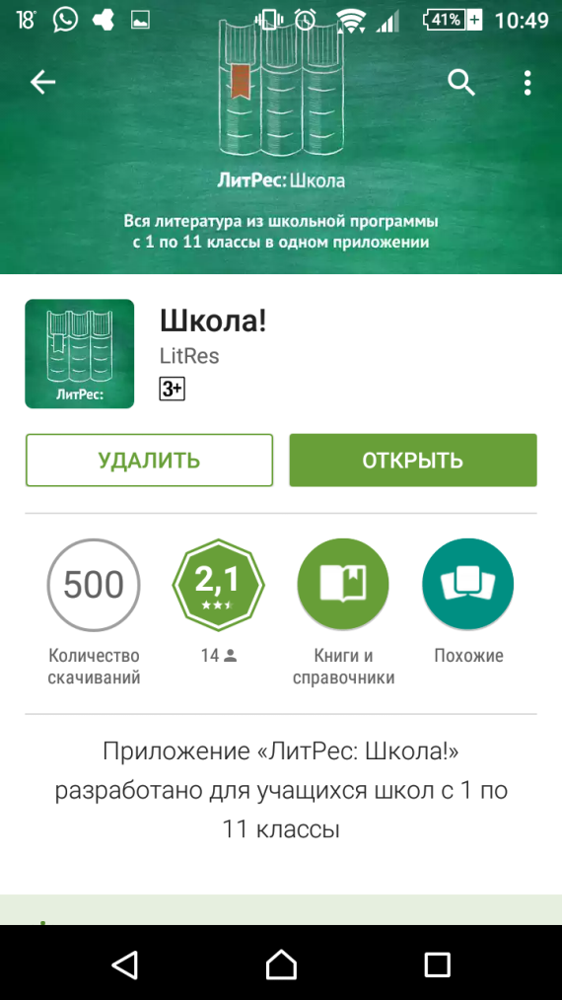 18°
41%
10:49
ЛитРес: Школа
Вся литература из школьной программы
с 1 по 11 классы в одном приложении
ЛитРес:
Школа!
LitRes
3+
УДАЛИТЬ
ОТКРЫТЬ
500
2,1
Количество
скачиваний
14
Книги и
справочники
Похожие
Приложение «ЛитРес: Школа!»
разработано для учащихся школ с 1 по
11 классы